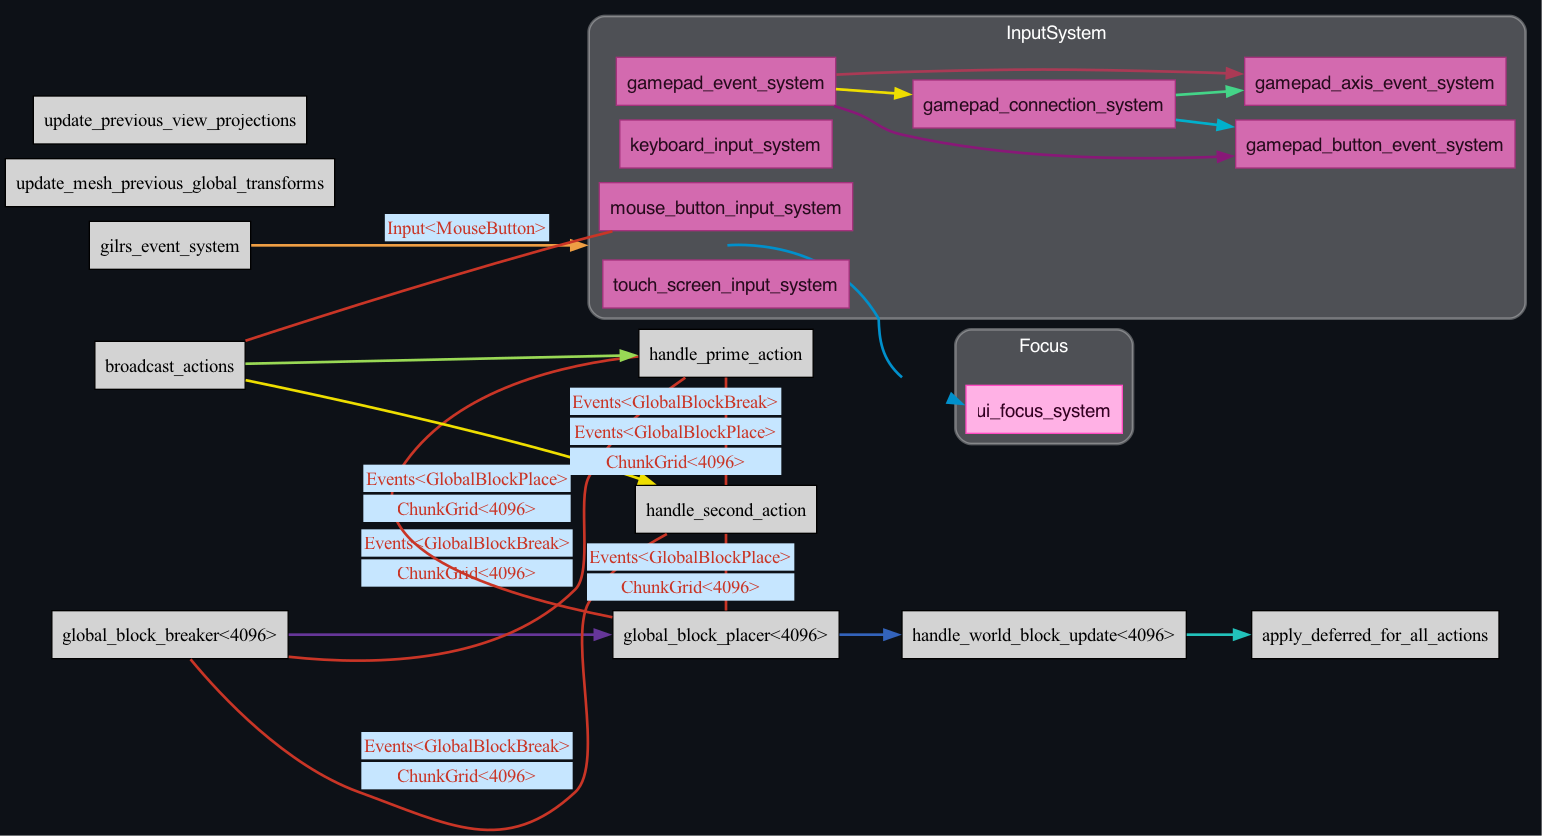 InputSystem
gamepad_event_system
gamepad_connection_system
gamepad_axis_event_system
gamepad_button_event_system
keyboard_input_system
mouse_button_input_system
touch_screen_input_system
update_previous_view_projections
update_mesh_previous_global_transforms
gilrs_event_system
Input<MouseButton>
broadcast_actions
handle_prime_action
Focus
ui_focus_system
Events<GlobalBlockBreak>
Events<GlobalBlockPlace>
ChunkGrid<4096>
Events<GlobalBlockPlace>
ChunkGrid<4096>
handle_second_action
Events<GlobalBlockBreak>
ChunkGrid<4096>
Events<GlobalBlockPlace>
ChunkGrid<4096>
global_block_breaker<4096>
global_block_placer<4096>
handle_world_block_update<4096>
apply_deferred_for_all_actions
Events<GlobalBlockBreak>
ChunkGrid<4096>